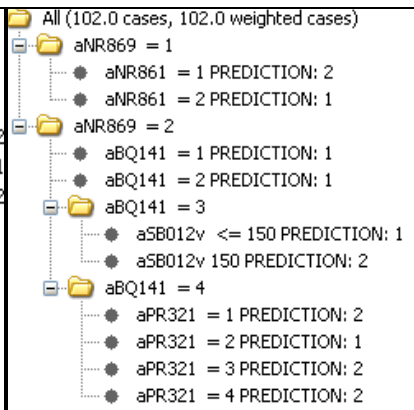 All (102.0 cases, 102.0 weighted cases)
aNR869 = 1
aNR861 = 1 PREDICTION: 2
aNR861 = 2 PREDICTION: 1
aNR869 = 2
aBQ141 = 1 PREDICTION: 1
aBQ141 = 2 PREDICTION: 1
aBQ141 = 3
aSB012v <= 150 PREDICTION: 1
aSB012v 150 PREDICTION: 2
aBQ141 = 4
aPR321 = 1 PREDICTION: 2
aPR321 = 2 PREDICTION: 1
aPR321 = 3 PREDICTION: 2
aPR321 = 4 PREDICTION: 2